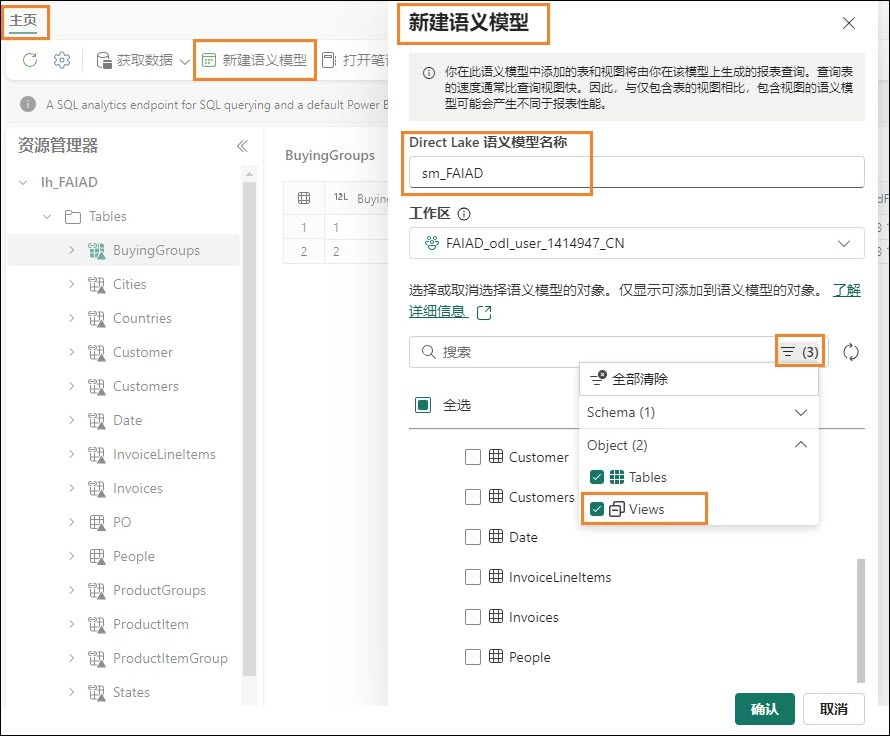 主页
获取数据
新建语义模型
打开笔
A SQL analytics endpoint for SQL querying and a default Power B
资源管理器
lh_FAIAD
Tables
BuyingGroups
Cities
Countries
Customer
Customers
Date
InvoiceLineItems
Invoices
PO
People
ProductGroups
ProductItem
ProductItemGroup
States
BuyingGroups
12L Buyin
1 1
2 2
新建语义模型
你在此语义模型中添加的表和视图将由你在该模型上生成的报表查询。查询表
的速度通常比查询视图快。因此，与仅包含表的视图相比，包含视图的语义模
型可能会产生不同于报表性能。
Direct Lake 语义模型名称
sm_FAIAD
工作区
FAIAD_odl_user_1414947_CN
选择或取消选择语义模型的对象。仅显示可添加到语义模型的对象。 了解
详细信息
搜索
(3)
全部清除
全选
Schema (1)
Object (2)
Tables
Views
Customer
Customers
Date
InvoiceLineItems
Invoices
People
确认
取消